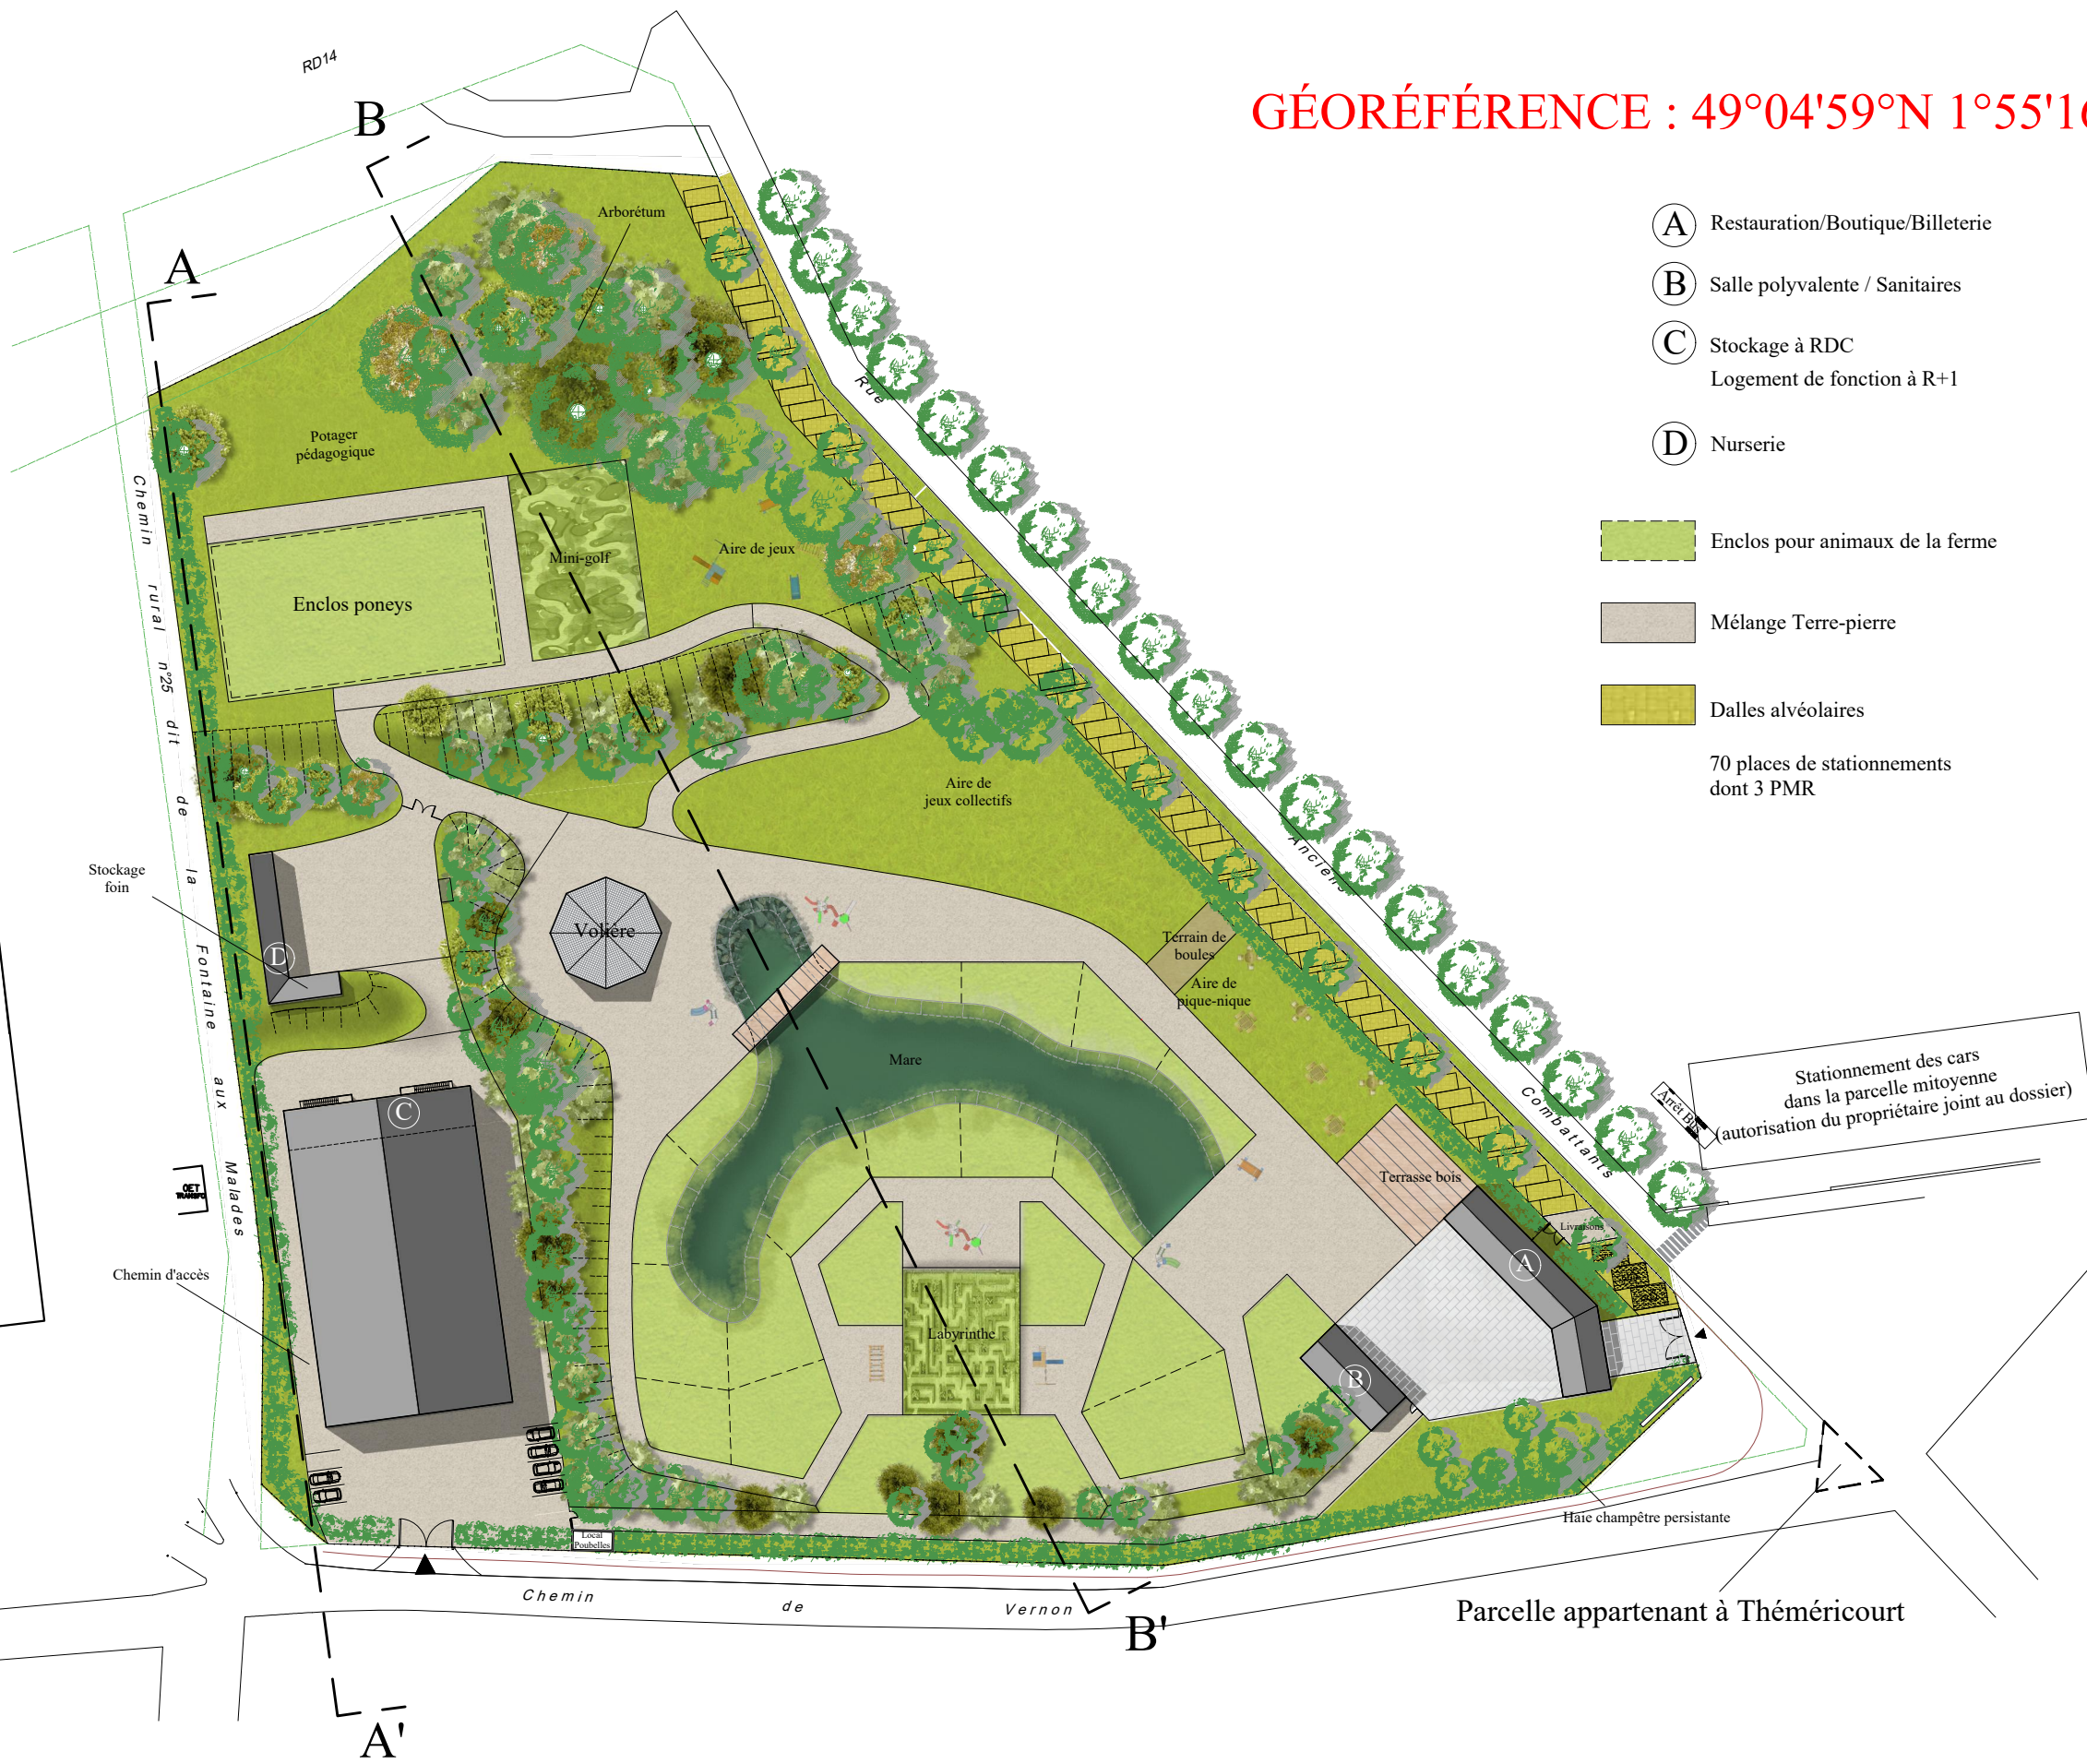 RD14
B
GÉORÉFÉRENCE : 49°04'59°N 1°55'1
A
Arborétum
A Restauration/Boutique/Billeterie
B Salle polyvalente / Sanitaires
C Stockage à RDC
Logement de fonction à R+1
D Nurserie
Enclos pour animaux de la ferme
Mélange Terre-pierre
Dalles alvéolaires
70 places de stationnements
dont 3 PMR
Rue Anciens Combattants
Potager
pédagogique
Chemin rural n°25 dit de la Fontaine aux Malades
Mini-golf
Aire de jeux
Enclos poneys
Aire de
jeux collectifs
Stockage
foin
D
Volière
Terrain de
boules
Aire de
pique-nique
Mare
Stationnement des cars
dans la parcelle mitoyenne
(autorisation du propriétaire joint au dossier)
Arrêt Bus
C
Terrasse bois
OET
TRANSFO
Livraisons
A
Chemin d'accès
Labyrinthe
B
Haie champêtre persistante
Local
Poubelles
Chemin de Vernon
Parcelle appartenant à Théméricourt
B'
A'